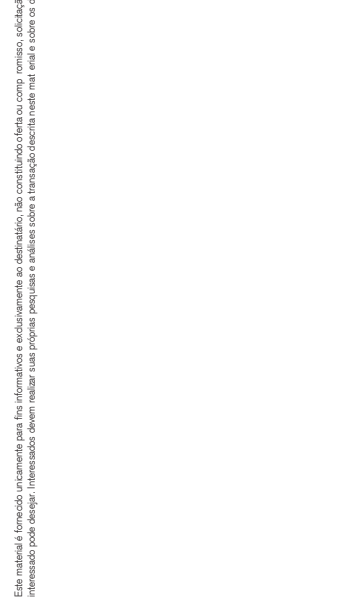 Este material é fornecido unicamente para fins informativos e exclusivamente ao destinatário, não constituindo oferta ou comp romisso, solicitaçã
interessado pode desejar. Interessados devem realizar suas próprias pesquisas e análises sobre a transação descrita neste mat erial e sobre os